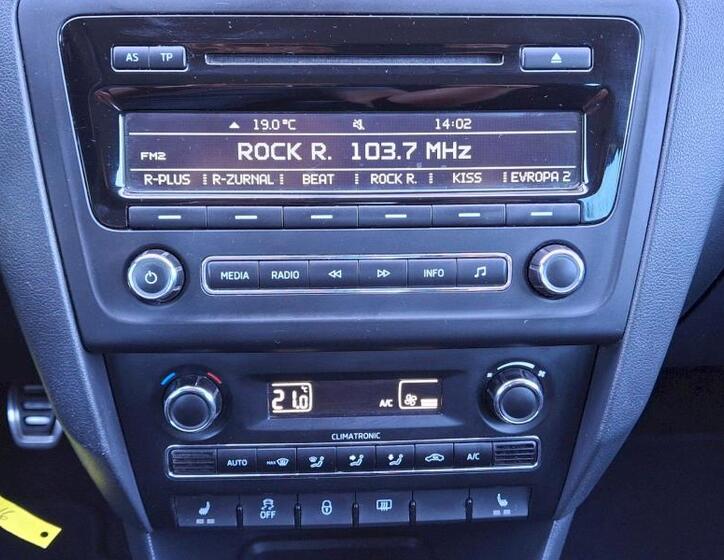 AS TP
19.0 °C 14:02
FM2 ROCK R. 103.7 MHz
R-PLUS R-ZURNAL BEAT ROCK R. KISS EVROPA 2
MEDIA RADIO INFO
21.0 °C A/C
CLIMATRONIC
AUTO MAX A/C
OFF